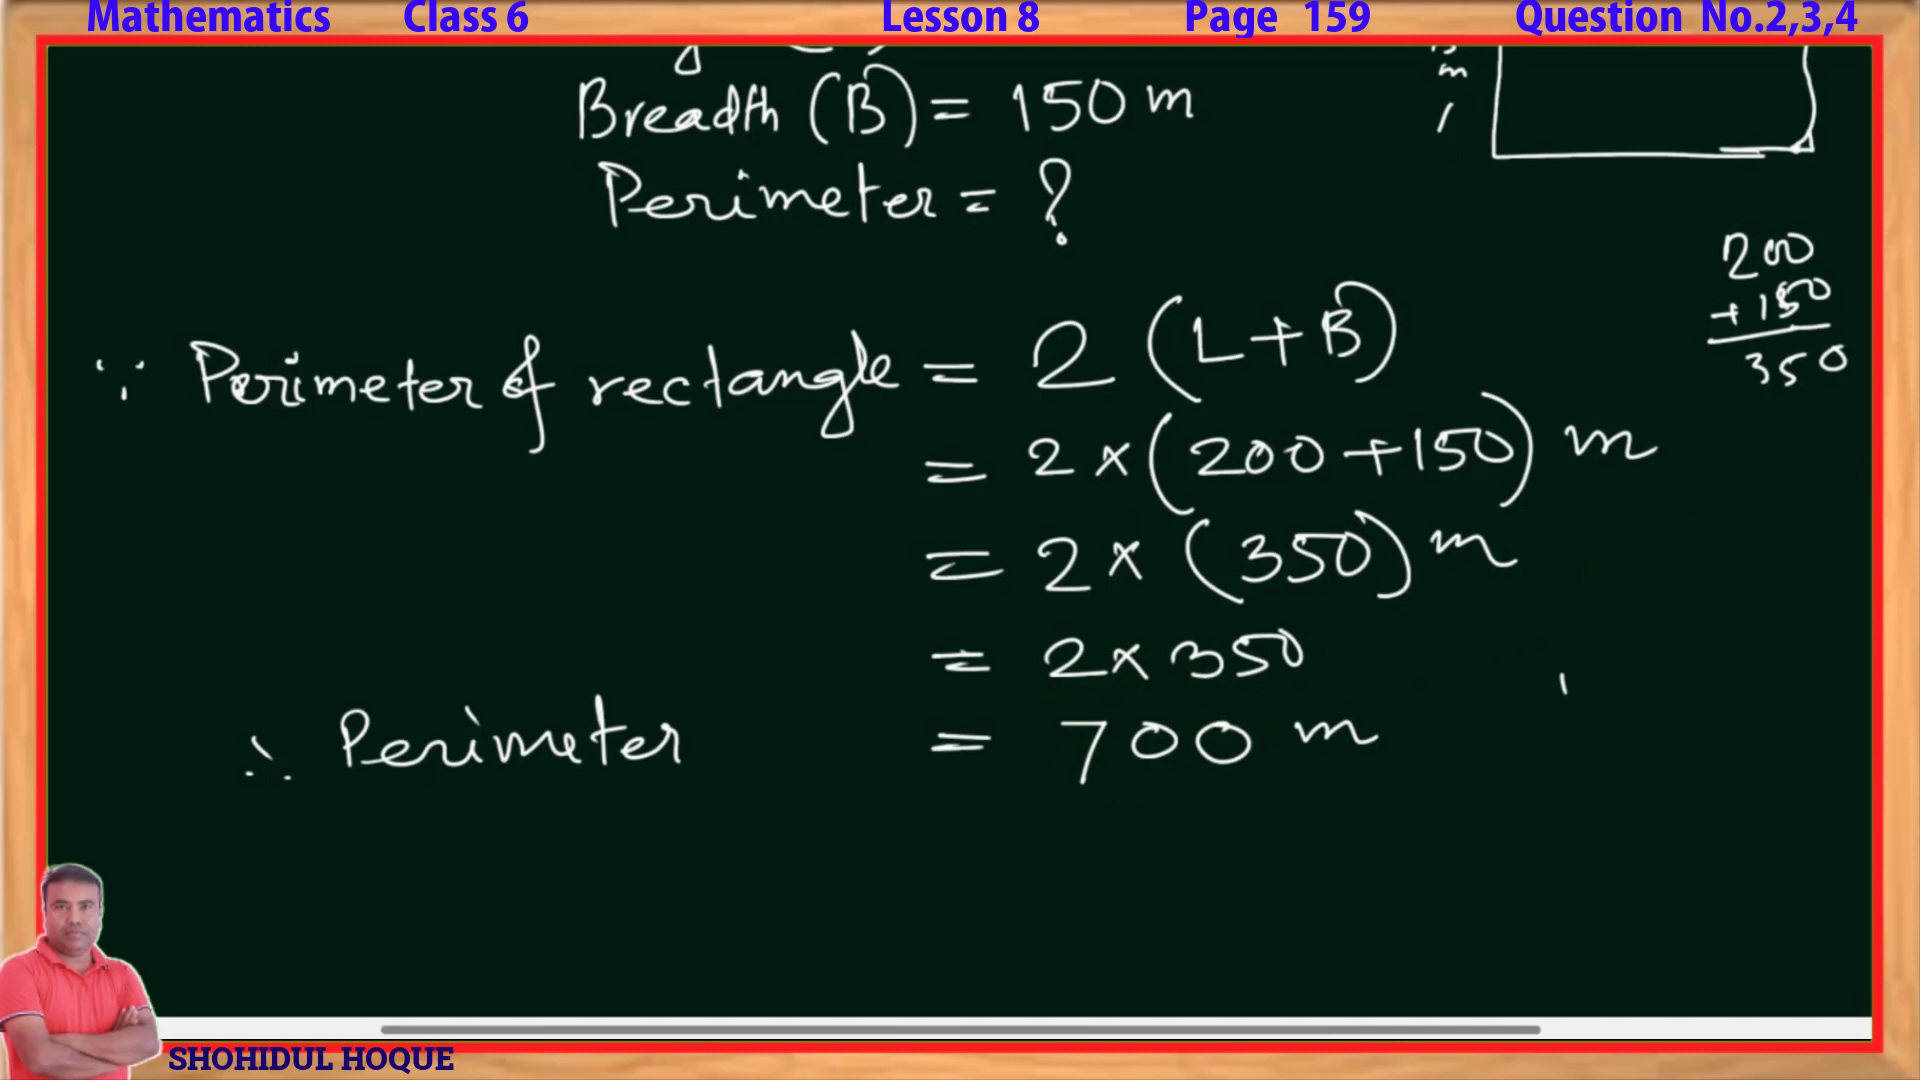 Mathematics Class 6 Lesson 8 Page 159 Question No.2,3,4
Breadth (B) = 150 m
m
Perimeter = ?
200
+ 150
350
∵ Perimeter of rectangle = 2 (L+B)
= 2 × (200 + 150) m
= 2 × (350) m
= 2 × 350
∴ Perimeter = 700 m
SHOHIDUL HOQUE